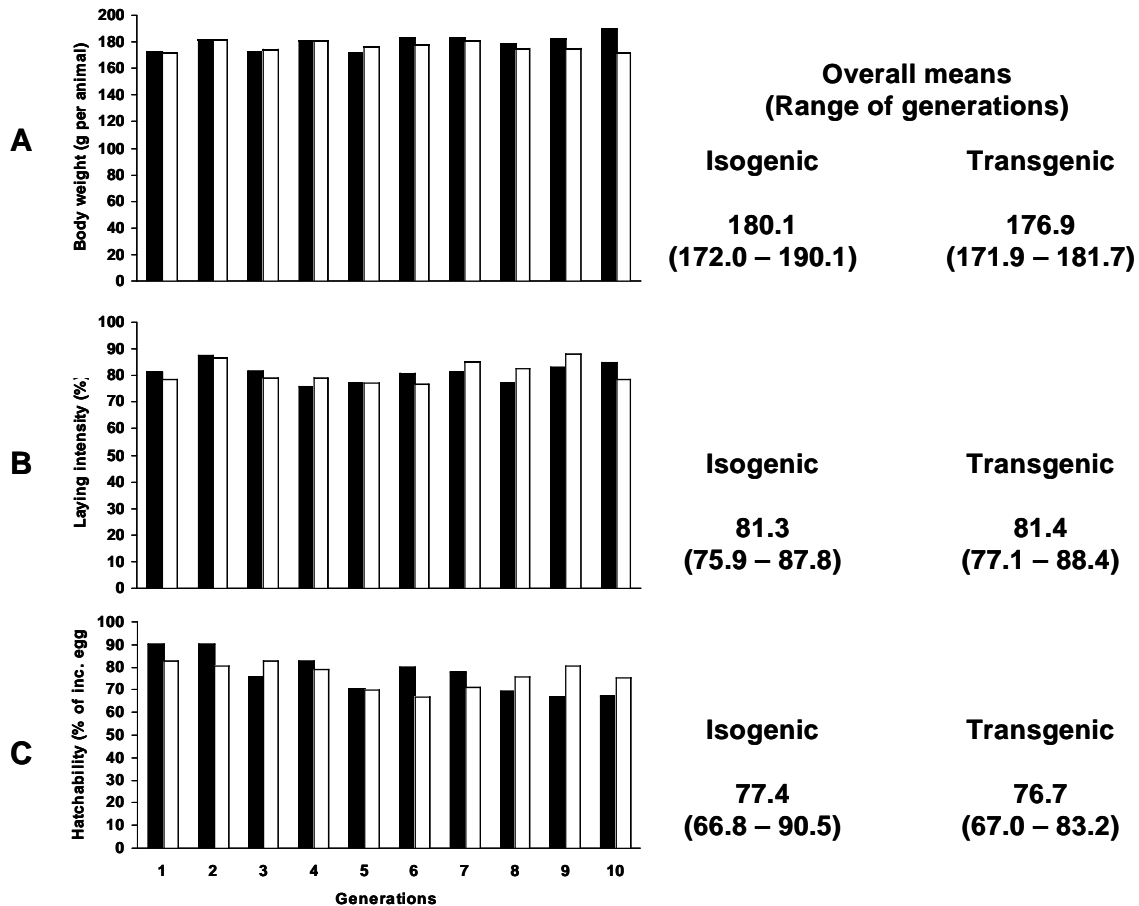 A
Body weight (g per animal)
200
180
160
140
120
100
80
60
40
20
0
Overall means
(Range of generations)
Isogenic Transgenic
180.1 176.9
(172.0 – 190.1) (171.9 – 181.7)
B
Laying intensity (%)
100
90
80
70
60
50
40
30
20
10
0
Isogenic Transgenic
81.3 81.4
(75.9 – 87.8) (77.1 – 88.4)
C
Hatchability (% of inc. egg
100
90
80
70
60
50
40
30
20
10
0
Isogenic Transgenic
77.4 76.7
(66.8 – 90.5) (67.0 – 83.2)
1 2 3 4 5 6 7 8 9 10
Generations